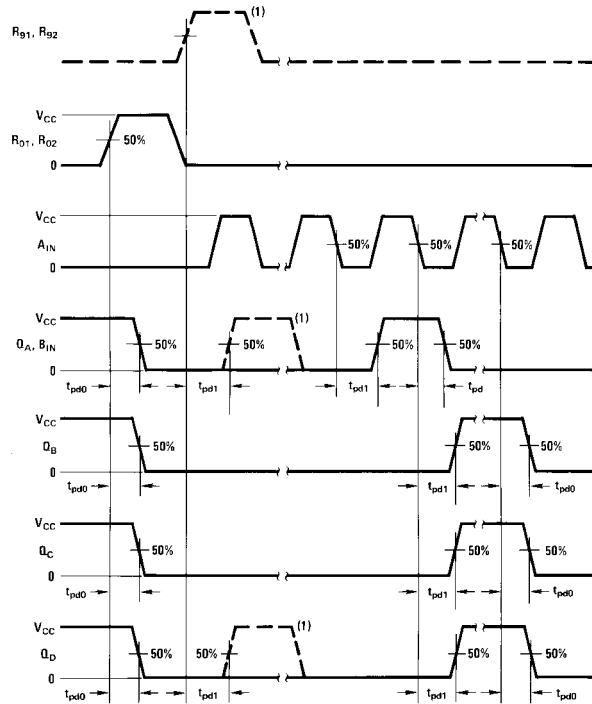 (1)
R91, R92
VCC
R01, R02
50%
0
VCC
AIN
50% 50% 50%
0
VCC
(1)
QA, BIN
50% 50% 50% 50%
0
tpd0 tpd1 tpd1 tpd
VCC
QB
50% 50% 50%
0
tpd0 tpd1 tpd0
VCC
QC
50% 50% 50%
0
tpd0 tpd1 tpd0
VCC
(1)
QD
50% 50% 50% 50%
0
tpd0 tpd1 tpd1 tpd0